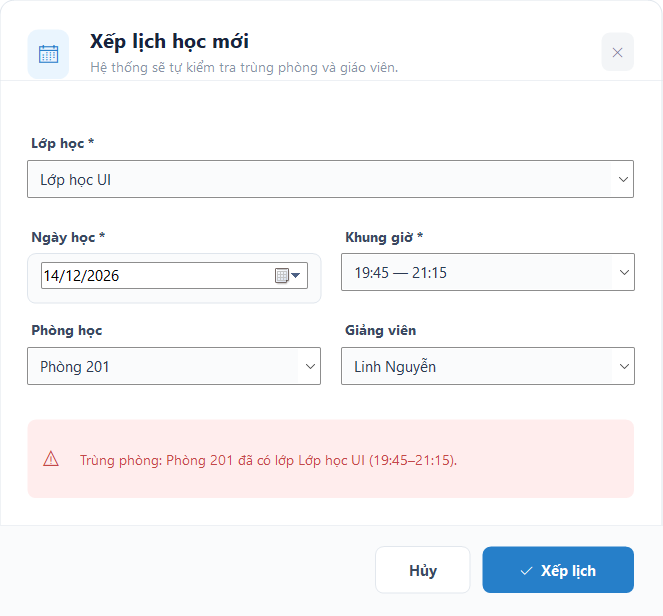 Xếp lịch học mới
Hệ thống sẽ tự kiểm tra trùng phòng và giáo viên.
Lớp học *
Lớp học UI
Ngày học *
Khung giờ *
14/12/2026
19:45 — 21:15
Phòng học
Giảng viên
Phòng 201
Linh Nguyễn
Trùng phòng: Phòng 201 đã có lớp Lớp học UI (19:45–21:15).
Hủy
Xếp lịch